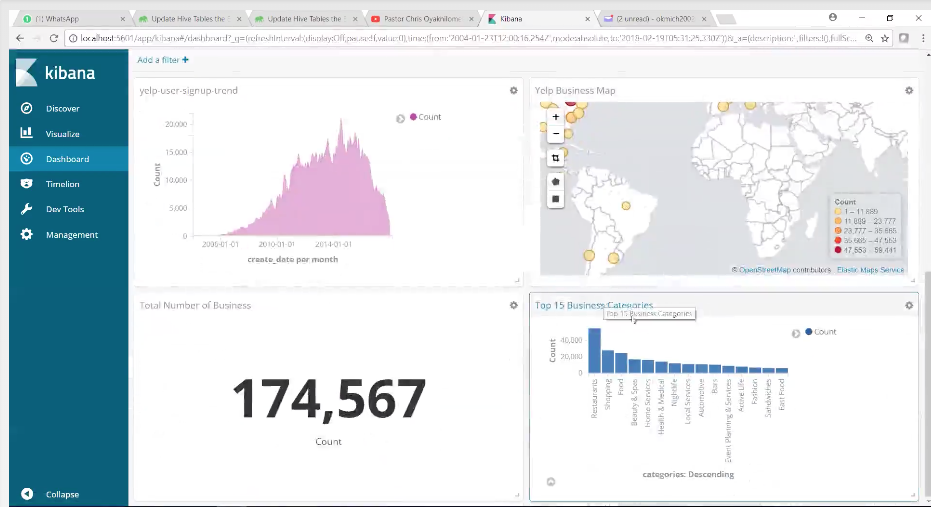 (1) WhatsApp
Update Hive Tables the E
Update Hive Tables the E
Pastor Chris Oyakhilome
Kibana
(2 unread) - okmich2003
localhost:5601/app/kibana#/dashboard?_g=(refreshInterval:(display:Off,pause:!f,value:0),time:(from:'2004-01-23T12:00:16.254Z',mode:absolute,to:'2018-02-19T05:31:25.330Z'))&_a=(description:'',filters:!(),fullSc...
kibana
Discover
Visualize
Dashboard
Timelion
Dev Tools
Management
Collapse
Add a filter +
yelp-user-signup-trend
Count
20,000
15,000
10,000
5,000
0
Count
2006-01-01
2010-01-01
2014-01-01
create_date per month
Yelp Business Map
+
−
Count
1 – 11,889
11,889 – 23,777
23,777 – 35,665
35,665 – 47,553
47,553 – 59,441
© OpenStreetMap contributors , Elastic Maps Service
Total Number of Business
174,567
Count
Top 15 Business Categories
Top 15 Business Categories
Count
40,000
20,000
0
Count
Restaurants
Shopping
Food
Beauty & Spas
Home Services
Health & Medical
Nightlife
Local Services
Automotive
Bars
Event Planning & Services
Active Life
Fashion
Sandwiches
Fast Food
categories: Descending